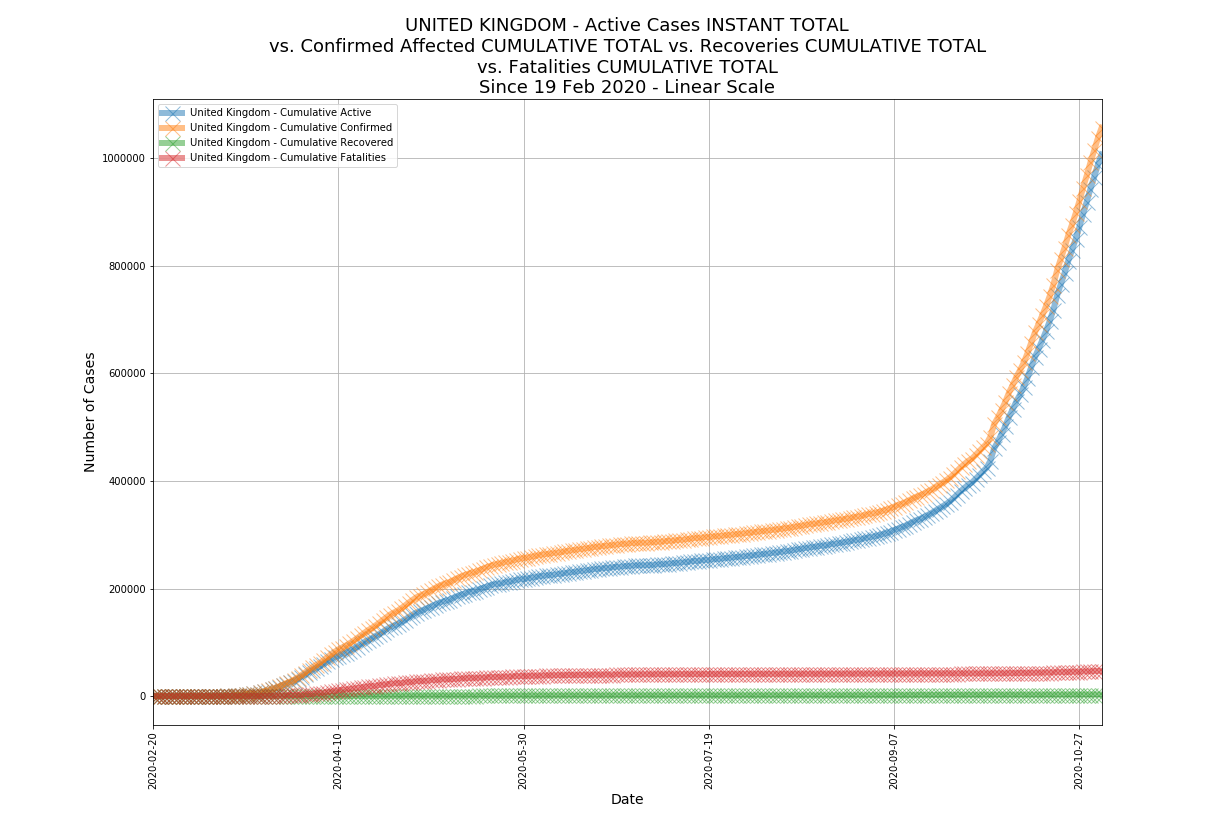 UNITED KINGDOM - Active Cases INSTANT TOTAL
vs. Confirmed Affected CUMULATIVE TOTAL vs. Recoveries CUMULATIVE TOTAL
vs. Fatalities CUMULATIVE TOTAL
Since 19 Feb 2020 - Linear Scale
United Kingdom - Cumulative Active
United Kingdom - Cumulative Confirmed
United Kingdom - Cumulative Recovered
United Kingdom - Cumulative Fatalities
Number of Cases
1000000
800000
600000
400000
200000
0
2020-02-20
2020-04-10
2020-05-30
2020-07-19
2020-09-07
2020-10-27
Date